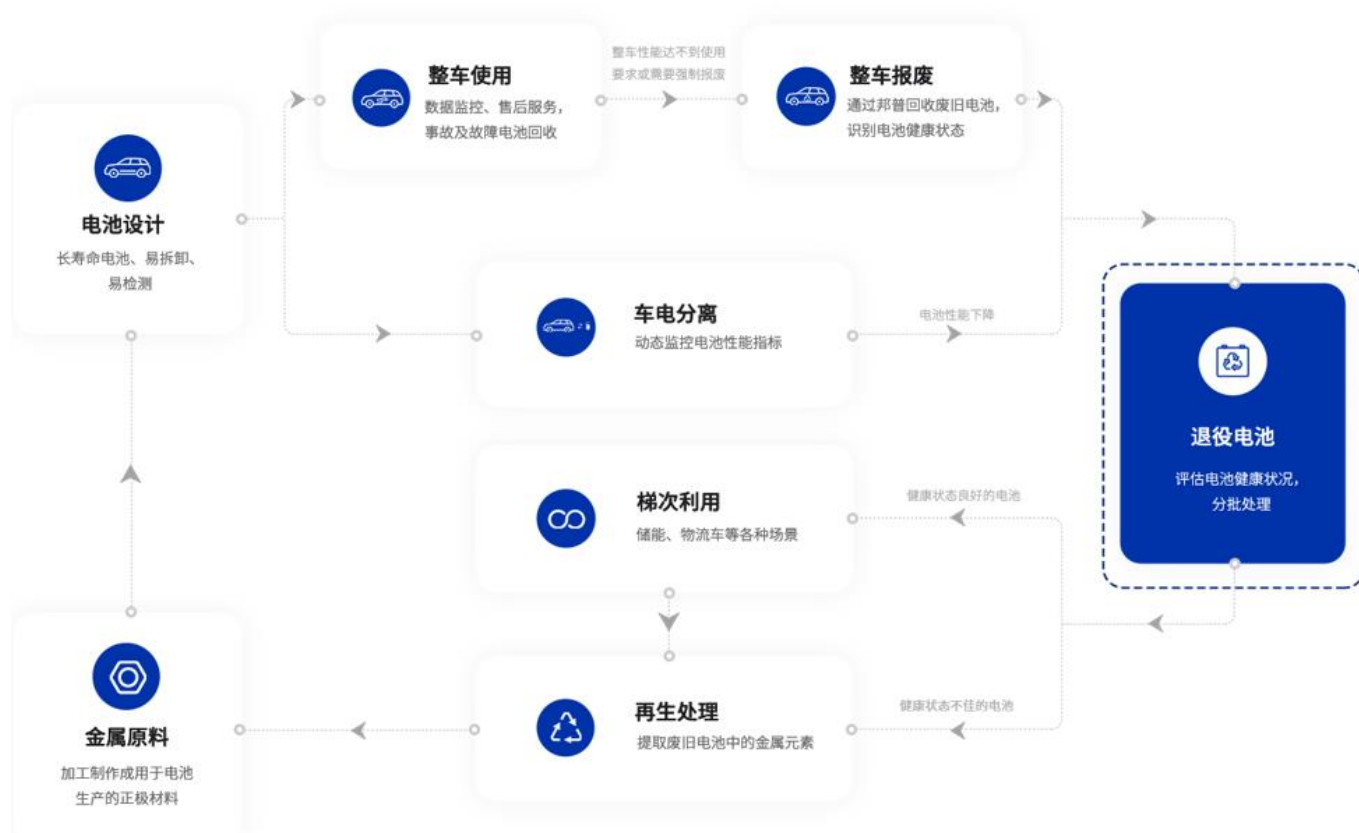 整车使用
数据监控、售后服务，
事故及故障电池回收
整车性能达不到使用
要求或需要强制报废
整车报废
通过邦普回收废旧电池，
识别电池健康状态
电池设计
长寿命电池、易拆卸、
易检测
车电分离
动态监控电池性能指标
电池性能下降
退役电池
评估电池健康状况，
分批处理
梯次利用
储能、物流车等各种场景
健康状态良好的电池
再生处理
提取废旧电池中的金属元素
健康状态不佳的电池
金属原料
加工制作成用于电池
生产的正极材料